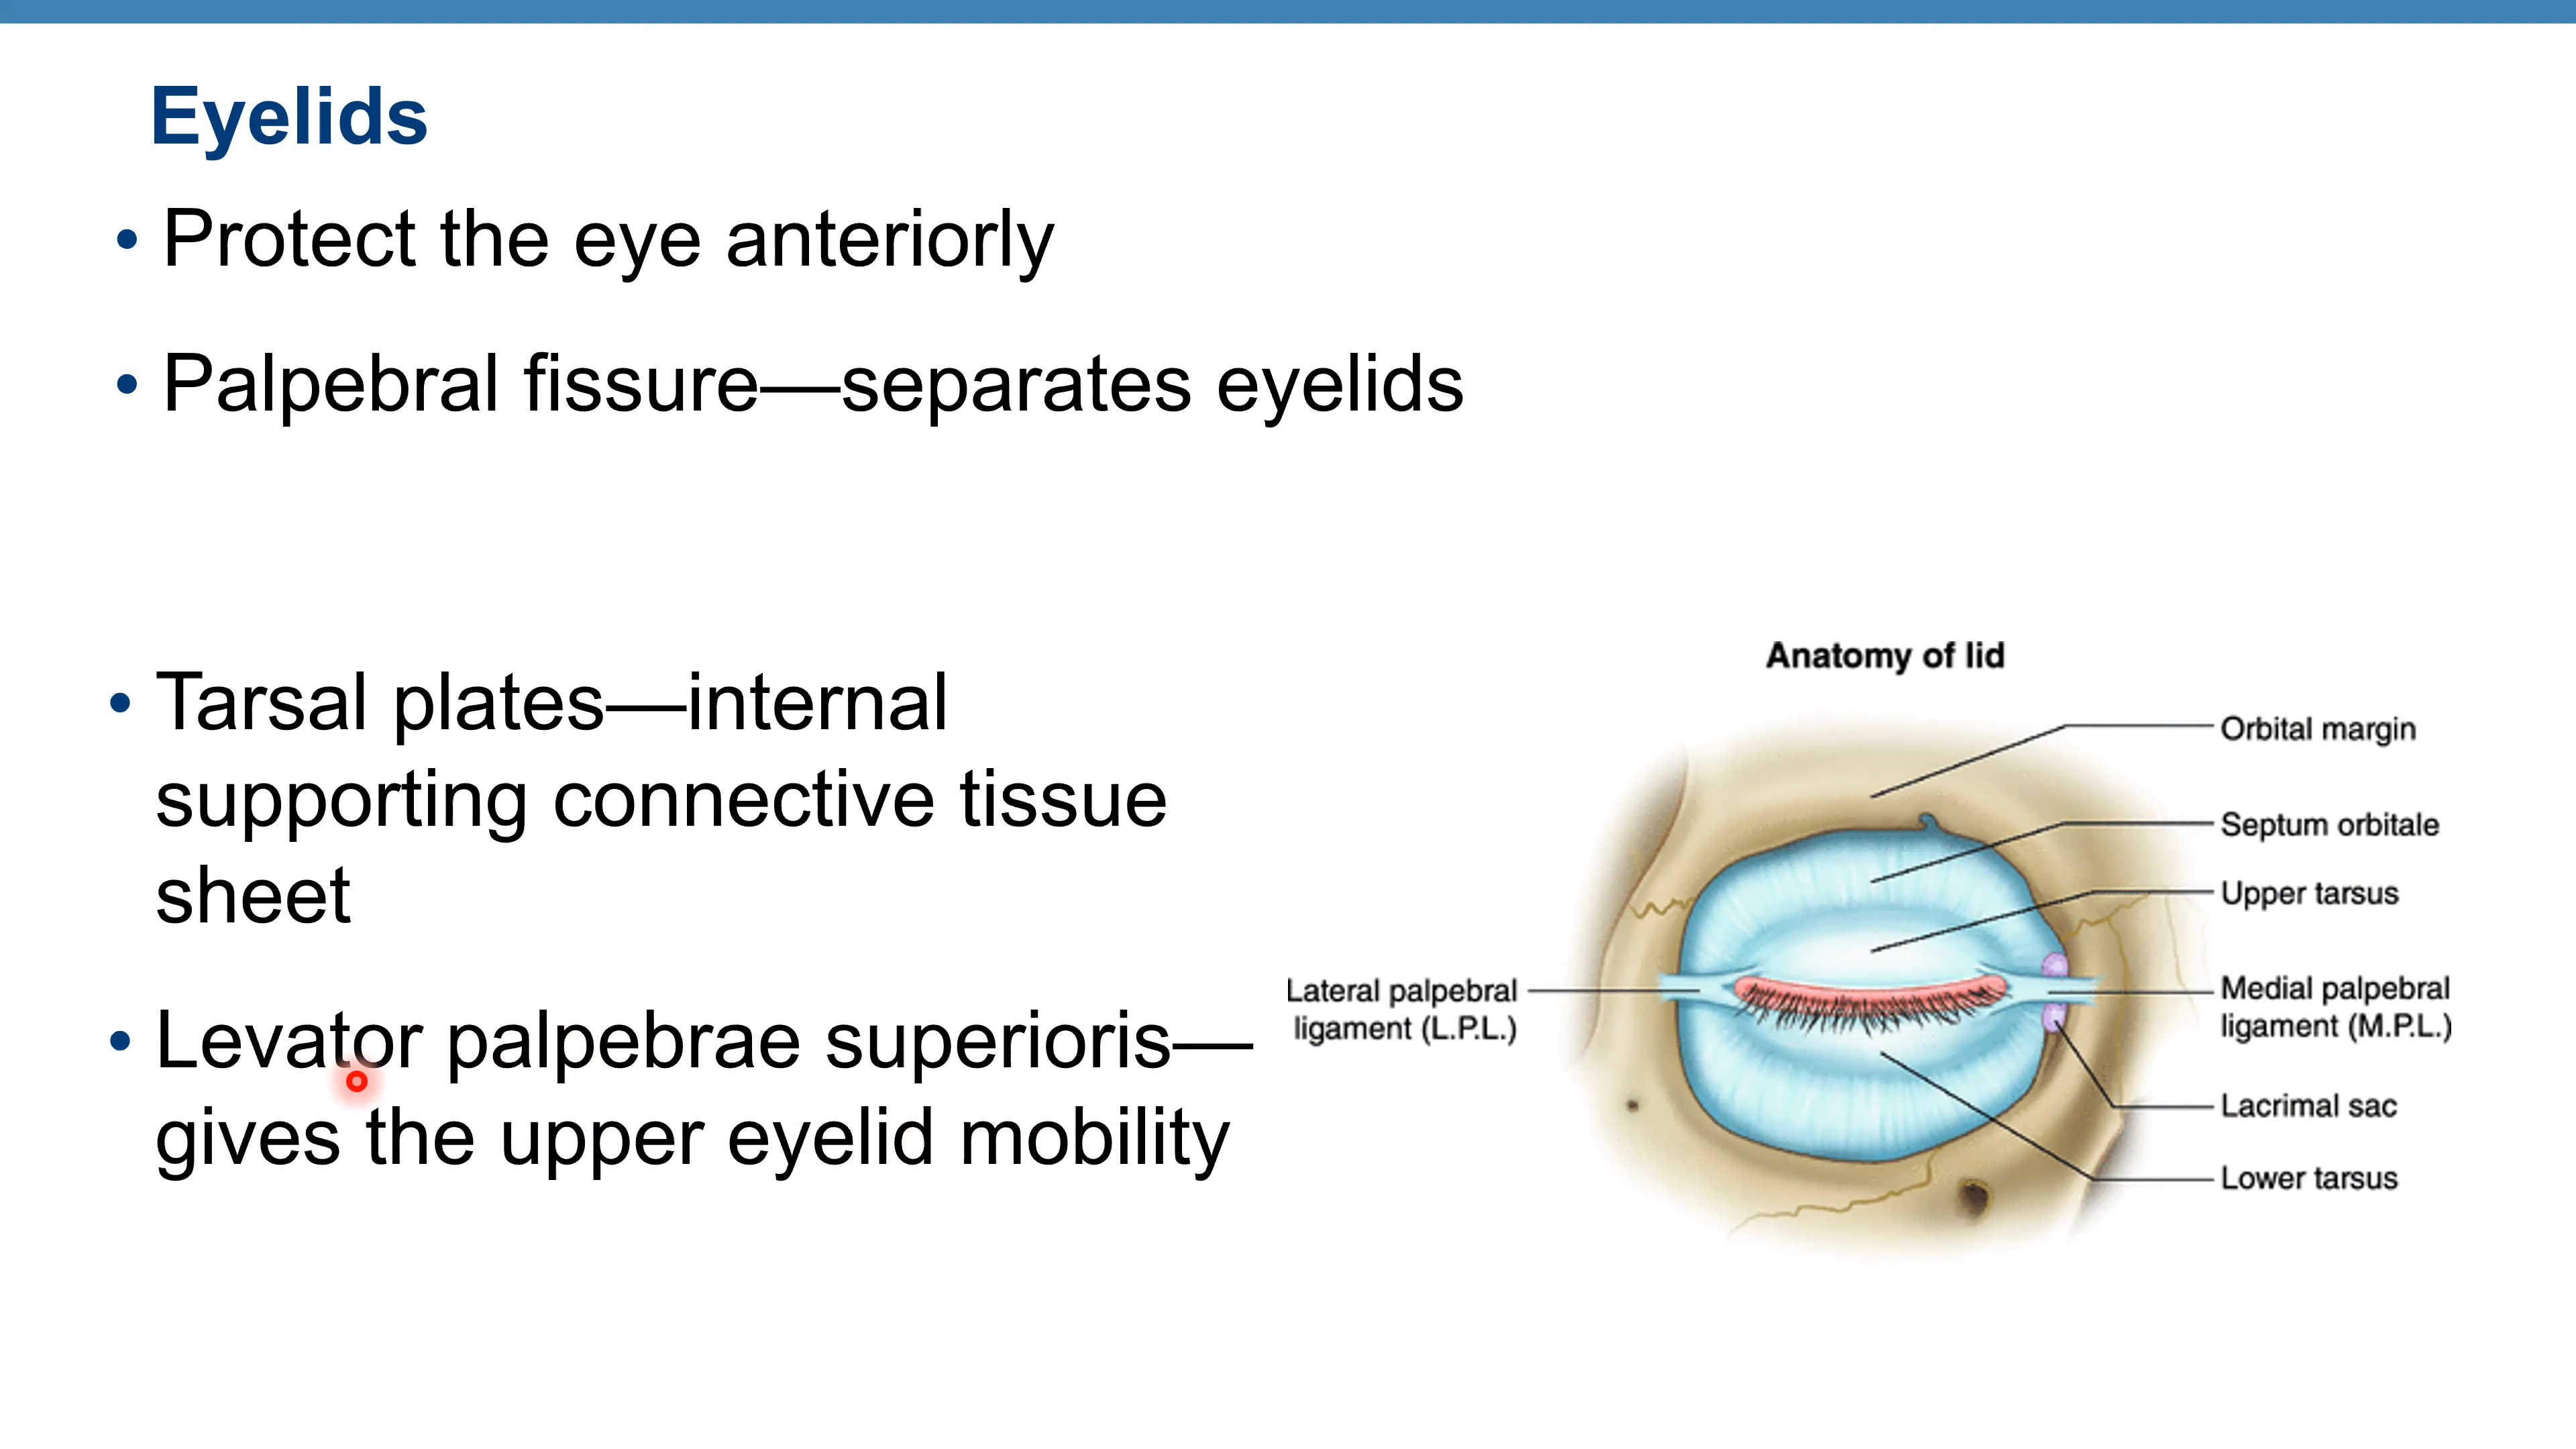 Eyelids
• Protect the eye anteriorly
• Palpebral fissure—separates eyelids
• Tarsal plates—internal
supporting connective tissue
sheet
• Levator palpebrae superioris—
gives the upper eyelid mobility
Anatomy of lid
Orbital margin
Septum orbitale
Upper tarsus
Lateral palpebral
ligament (L.P.L.)
Medial palpebral
ligament (M.P.L.)
Lacrimal sac
Lower tarsus